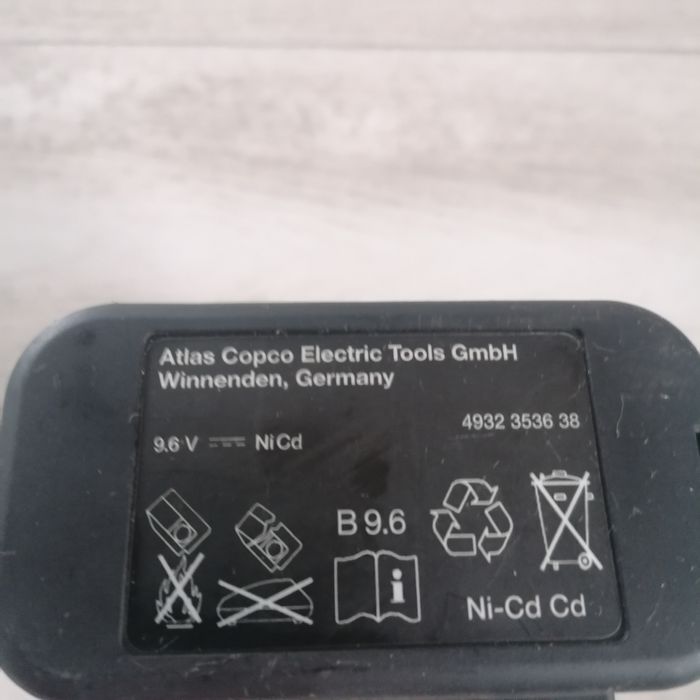 Atlas Copco Electric Tools GmbH
Winnenden, Germany
4932 3536 38
9.6 V NiCd
B 9.6
i
Ni-Cd Cd